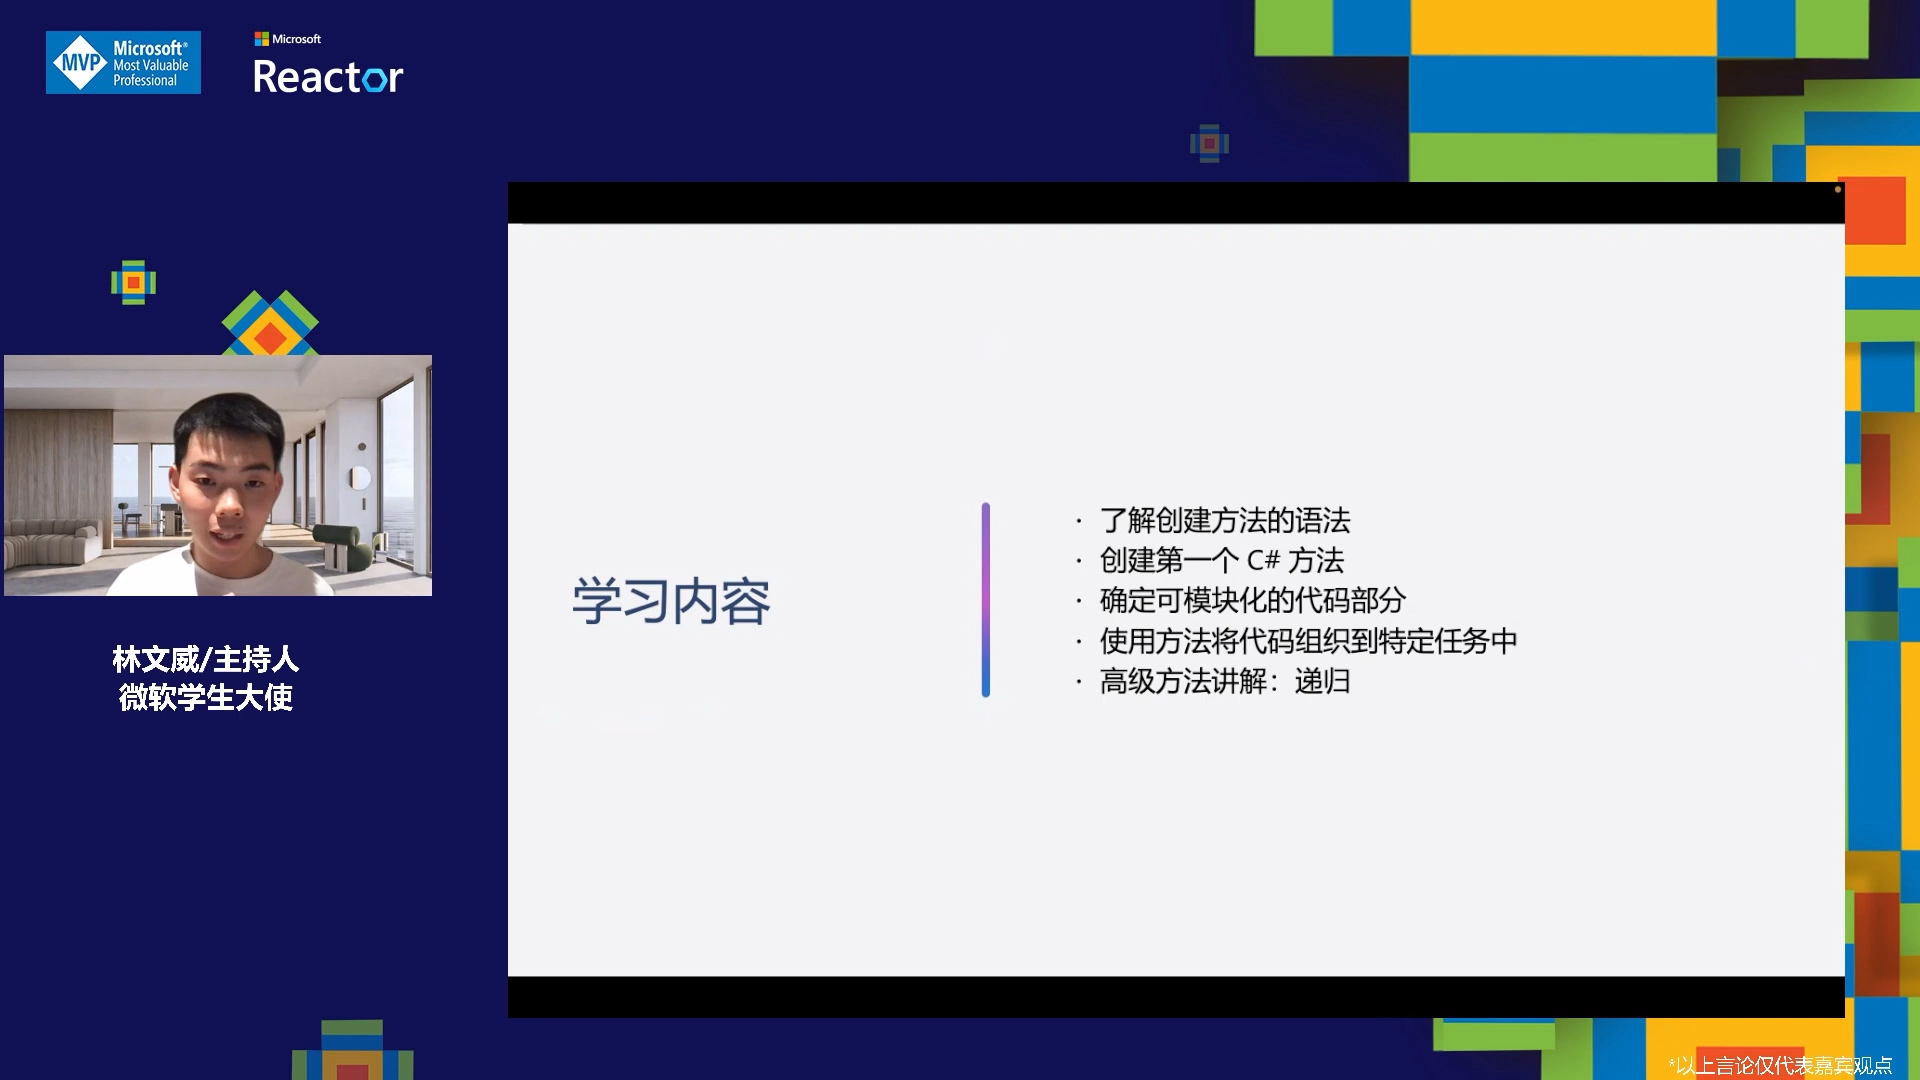 MVP
Microsoft®
Most Valuable
Professional
Microsoft
Reactor
学习内容
· 了解创建方法的语法
· 创建第一个 C# 方法
· 确定可模块化的代码部分
· 使用方法将代码组织到特定任务中
· 高级方法讲解：递归
林文威/主持人
微软学生大使
*以上言论仅代表嘉宾观点